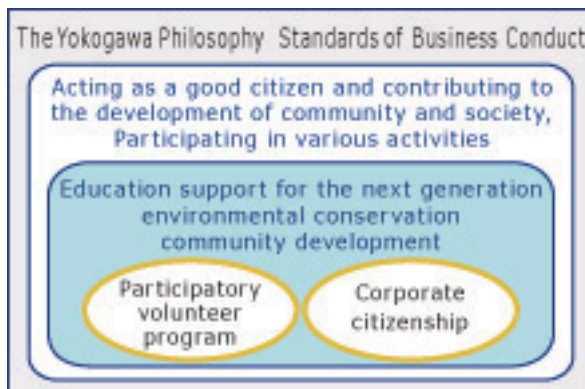 The Yokogawa Philosophy Standards of Business Conduct
Acting as a good citizen and contributing to
the development of community and society,
Participating in various activities
Education support for the next generation
environmental conservation
community development
Participatory
volunteer
program
Corporate
citizenship